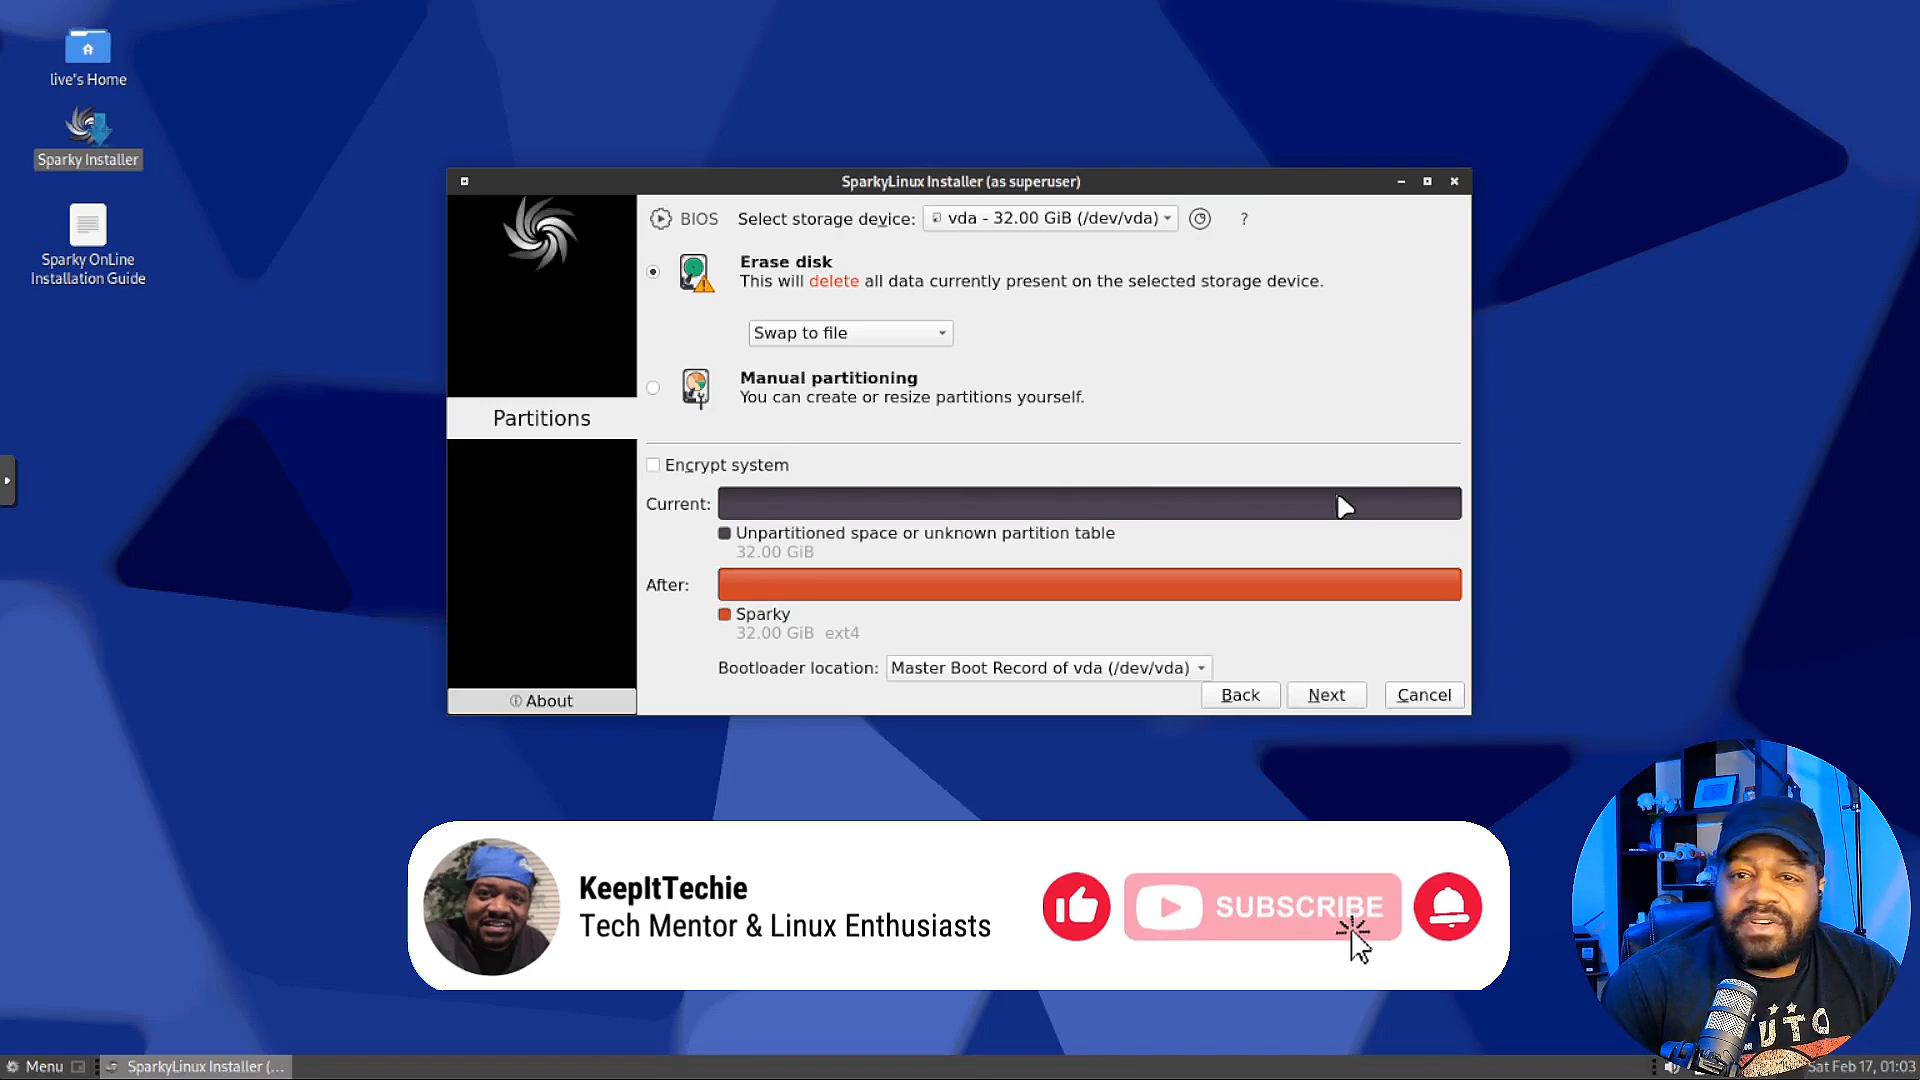 live's Home
Sparky Installer
Sparky OnLine
Installation Guide
SparkyLinux Installer (as superuser)
BIOS
Select storage device:
vda - 32.00 GiB (/dev/vda)
?
Erase disk
This will delete all data currently present on the selected storage device.
Swap to file
Manual partitioning
You can create or resize partitions yourself.
Partitions
Encrypt system
Current:
Unpartitioned space or unknown partition table
32.00 GiB
After:
Sparky
32.00 GiB ext4
Bootloader location:
Master Boot Record of vda (/dev/vda)
About
Back
Next
Cancel
KeepItTechie
Tech Mentor & Linux Enthusiasts
SUBSCRIBE
Menu
SparkyLinux Installer (...
Sat Feb 17, 01:03